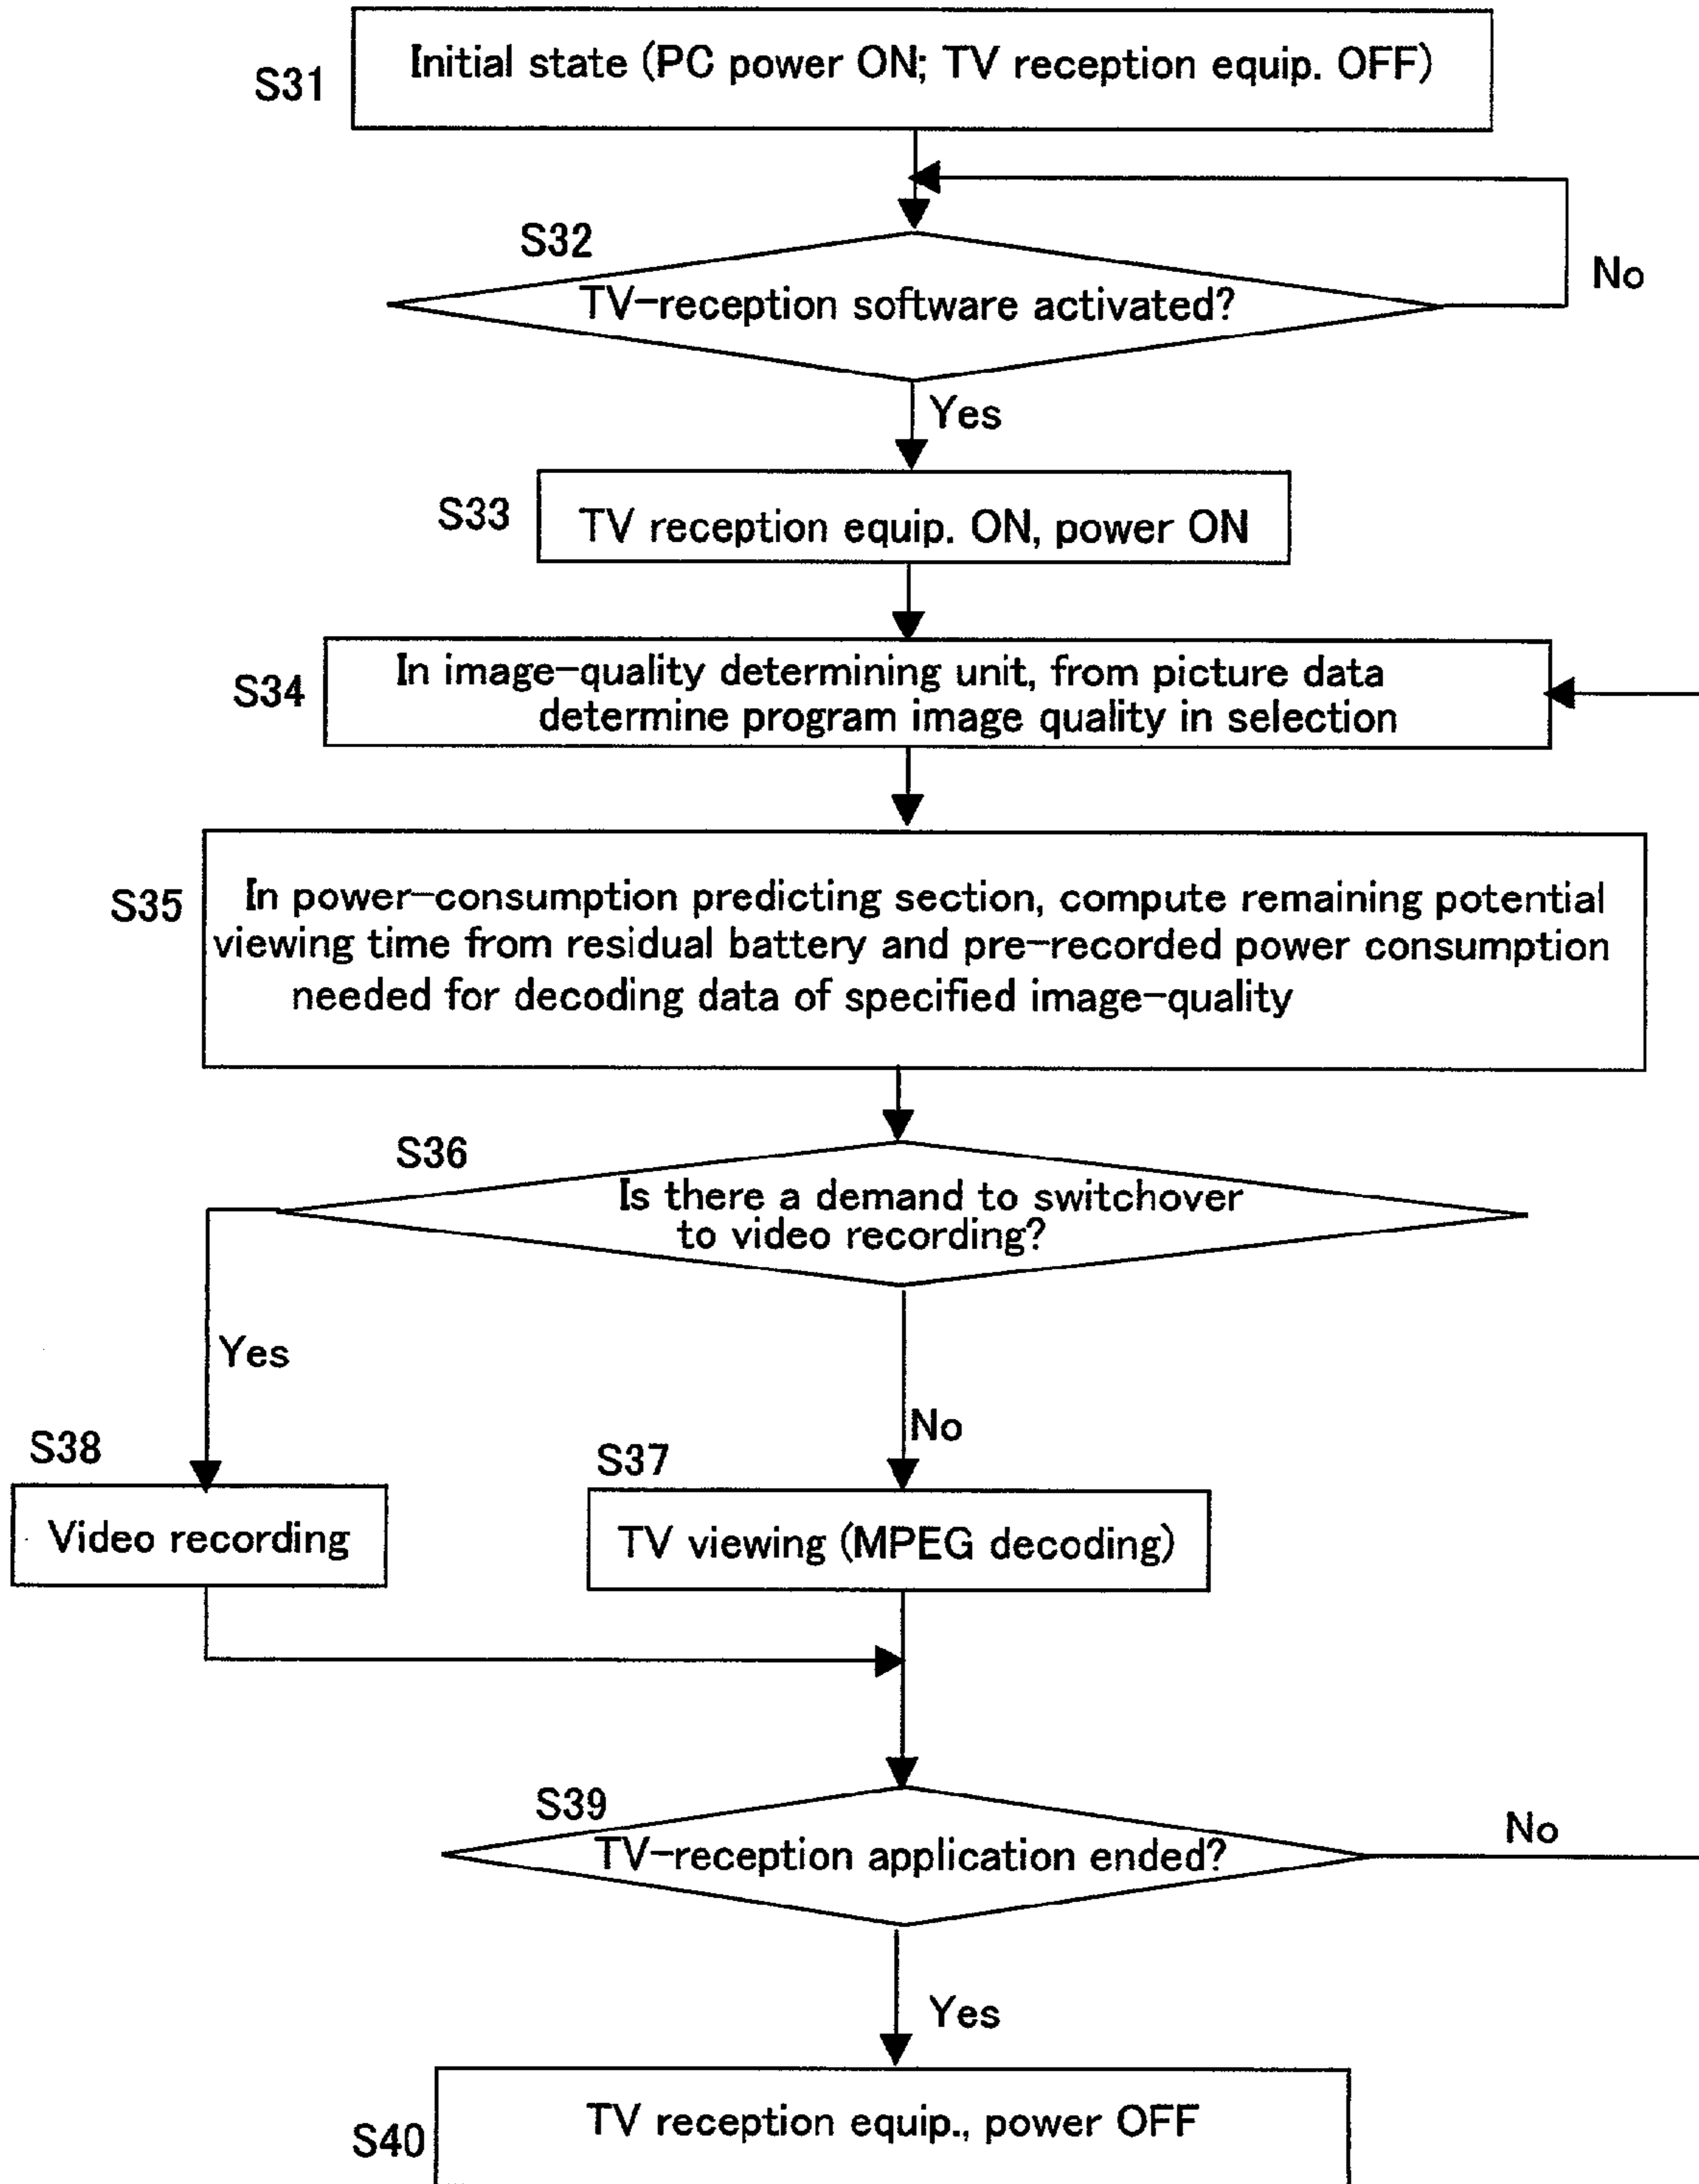 S31
Initial state (PC power ON; TV reception equip. OFF)
S32
TV-reception software activated?
No
Yes
S33
TV reception equip. ON, power ON
S34
In image-quality determining unit, from picture data
determine program image quality in selection
S35
In power-consumption predicting section, compute remaining potential
viewing time from residual battery and pre-recorded power consumption
needed for decoding data of specified image-quality
S36
Is there a demand to switchover
to video recording?
Yes
No
S38
Video recording
S37
TV viewing (MPEG decoding)
S39
TV-reception application ended?
No
Yes
S40
TV reception equip., power OFF